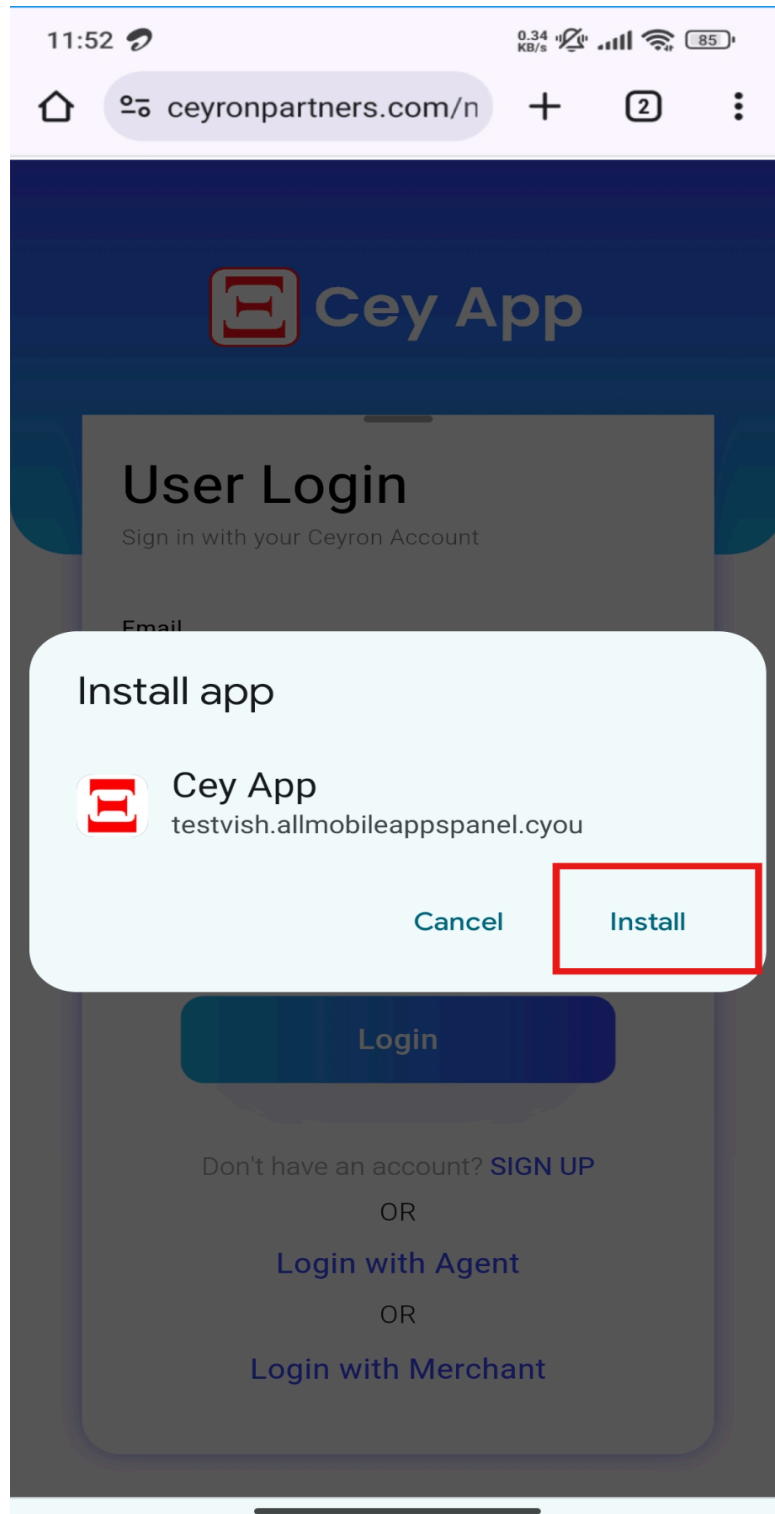 11:52
0.34 KB/s
85
ceyronpartners.com/n
2
Cey App
User Login
Sign in with your Ceyron Account
Email
Install app
Cey App
testvish.allmobileappspanel.cyou
Cancel Install
Login
Don't have an account? SIGN UP
OR
Login with Agent
OR
Login with Merchant